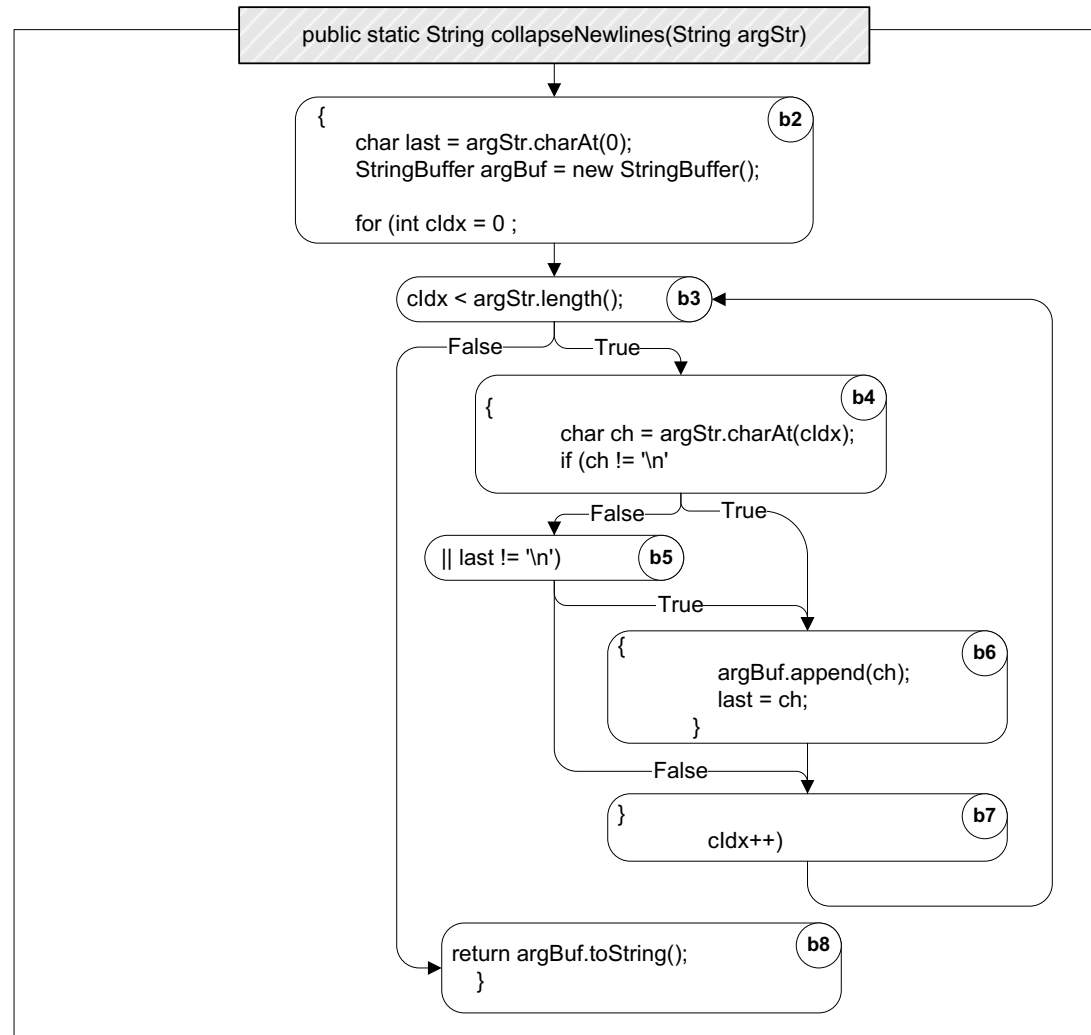 public static String collapseNewlines(String argStr)
{
b2
char last = argStr.charAt(0);
StringBuffer argBuf = new StringBuffer();
for (int cIdx = 0 ;
cIdx < argStr.length();
b3
False
True
b4
{
char ch = argStr.charAt(cIdx);
if (ch != '\n'
False
True
|| last != '\n')
b5
True
{
b6
argBuf.append(ch);
last = ch;
}
False
}
b7
cIdx++)
b8
return argBuf.toString();
}